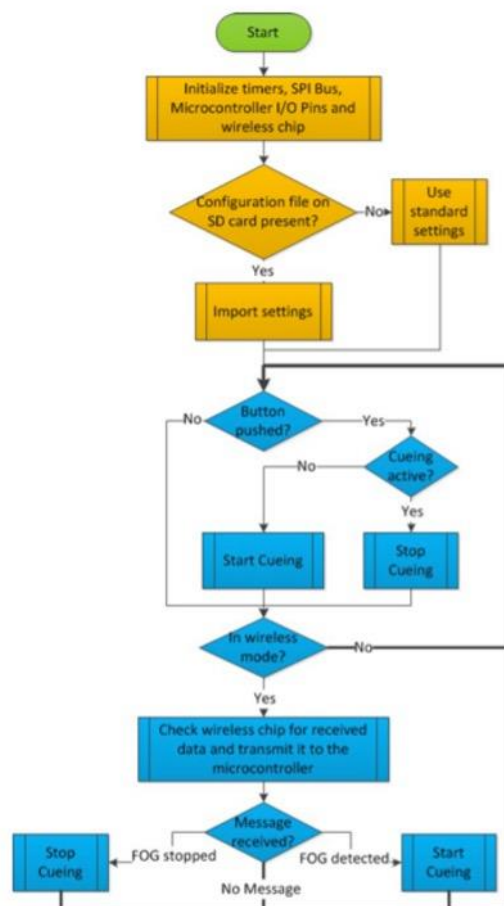 Start
Initialize timers, SPI Bus,
Microcontroller I/O Pins and
wireless chip
Configuration file on
SD card present?
No
Use
standard
settings
Yes
Import settings
Button
pushed?
No
Yes
Cueing
active?
No
Yes
Start Cueing
Stop
Cueing
In wireless
mode?
No
Yes
Check wireless chip for received
data and transmit it to the
microcontroller
Message
received?
Stop
Cueing
FOG stopped
FOG detected
Start
Cueing
No Message